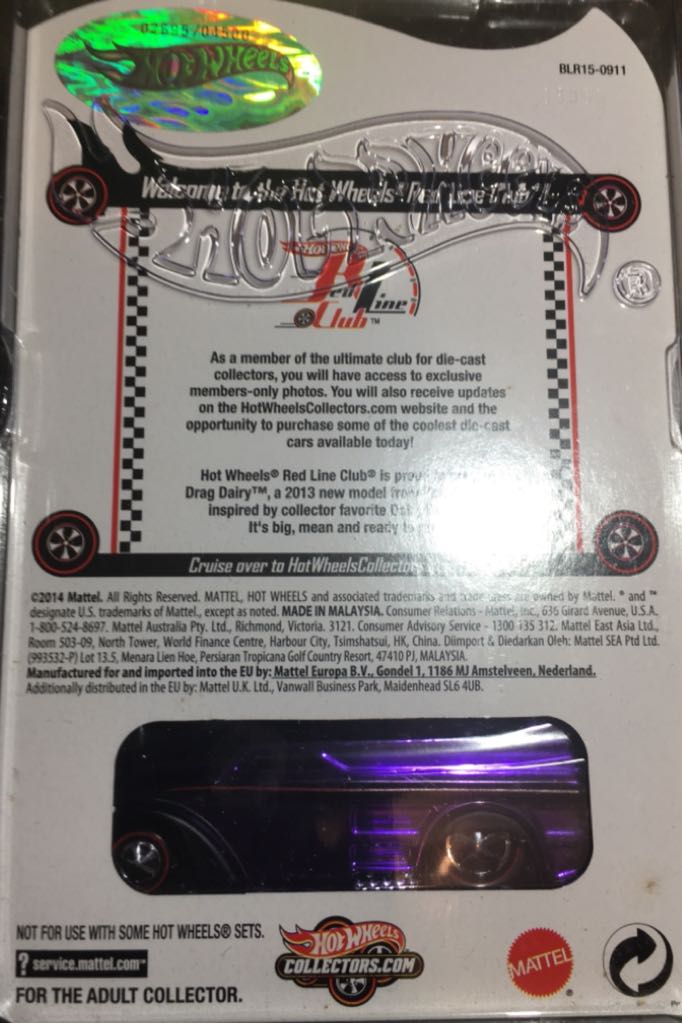 02695/04500
HOT WHEELS
BLR15-0911
HOT WHEELS
Welcome to the Hot Wheels® Red Line Club
HOT WHEELS
Red Line
Club™
As a member of the ultimate club for die-cast
collectors, you will have access to exclusive
members-only photos. You will also receive updates
on the HotWheelsCollectors.com website and the
opportunity to purchase some of the coolest die-cast
cars available today!
Hot Wheels® Red Line Club® is
Drag Dairy™, a 2013 new model
inspired by collector favorite
It's big, mean and ready
Cruise over to
©2014 Mattel. All Rights Reserved. MATTEL, HOT WHEELS and associated trademarks and trade dress are owned by Mattel. ® and ™
designate U.S. trademarks of Mattel, except as noted. MADE IN MALAYSIA. Consumer Relations - Mattel, Inc., 636 Girard Avenue, U.S.A.
1-800-524-8697. Mattel Australia Pty. Ltd., Richmond, Victoria. 3121. Consumer Advisory Service - 1300 135 312. Mattel East Asia Ltd.,
Room 503-09, North Tower, World Finance Centre, Harbour City, Tsimshatsui, HK, China. Diimport & Diedarkan Oleh: Mattel SEA Ptd Ltd.
(993532-P) Lot 13.5, Menara Lien Hoe, Persiaran Tropicana Golf Country Resort, 47410 PJ, MALAYSIA.
Manufactured for and imported into the EU by: Mattel Europa B.V., Gondel 1, 1186 MJ Amstelveen, Nederland.
Additionally distributed in the EU by: Mattel U.K. Ltd., Vanwall Business Park, Maidenhead SL6 4UB.
NOT FOR USE WITH SOME HOT WHEELS® SETS.
? service.mattel.com™
FOR THE ADULT COLLECTOR.
HOT WHEELS
COLLECTORS.COM
MATTEL®